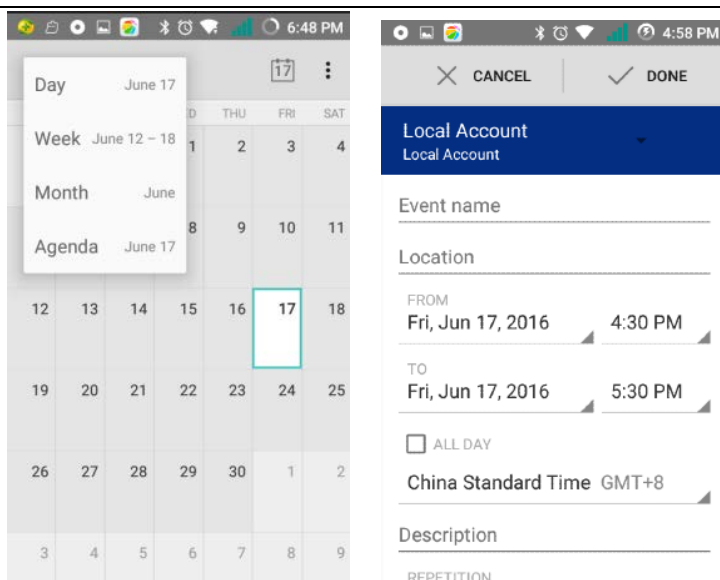 6:48 PM
17
Day June 17
Week June 12 – 18
Month June
Agenda June 17
D THU FRI SAT
1 2 3 4
8 9 10 11
12 13 14 15 16 17 18
19 20 21 22 23 24 25
26 27 28 29 30 1 2
3 4 5 6 7 8 9
4:58 PM
CANCEL DONE
Local Account
Local Account
Event name
Location
FROM
Fri, Jun 17, 2016 4:30 PM
TO
Fri, Jun 17, 2016 5:30 PM
ALL DAY
China Standard Time GMT+8
Description
REPETITION